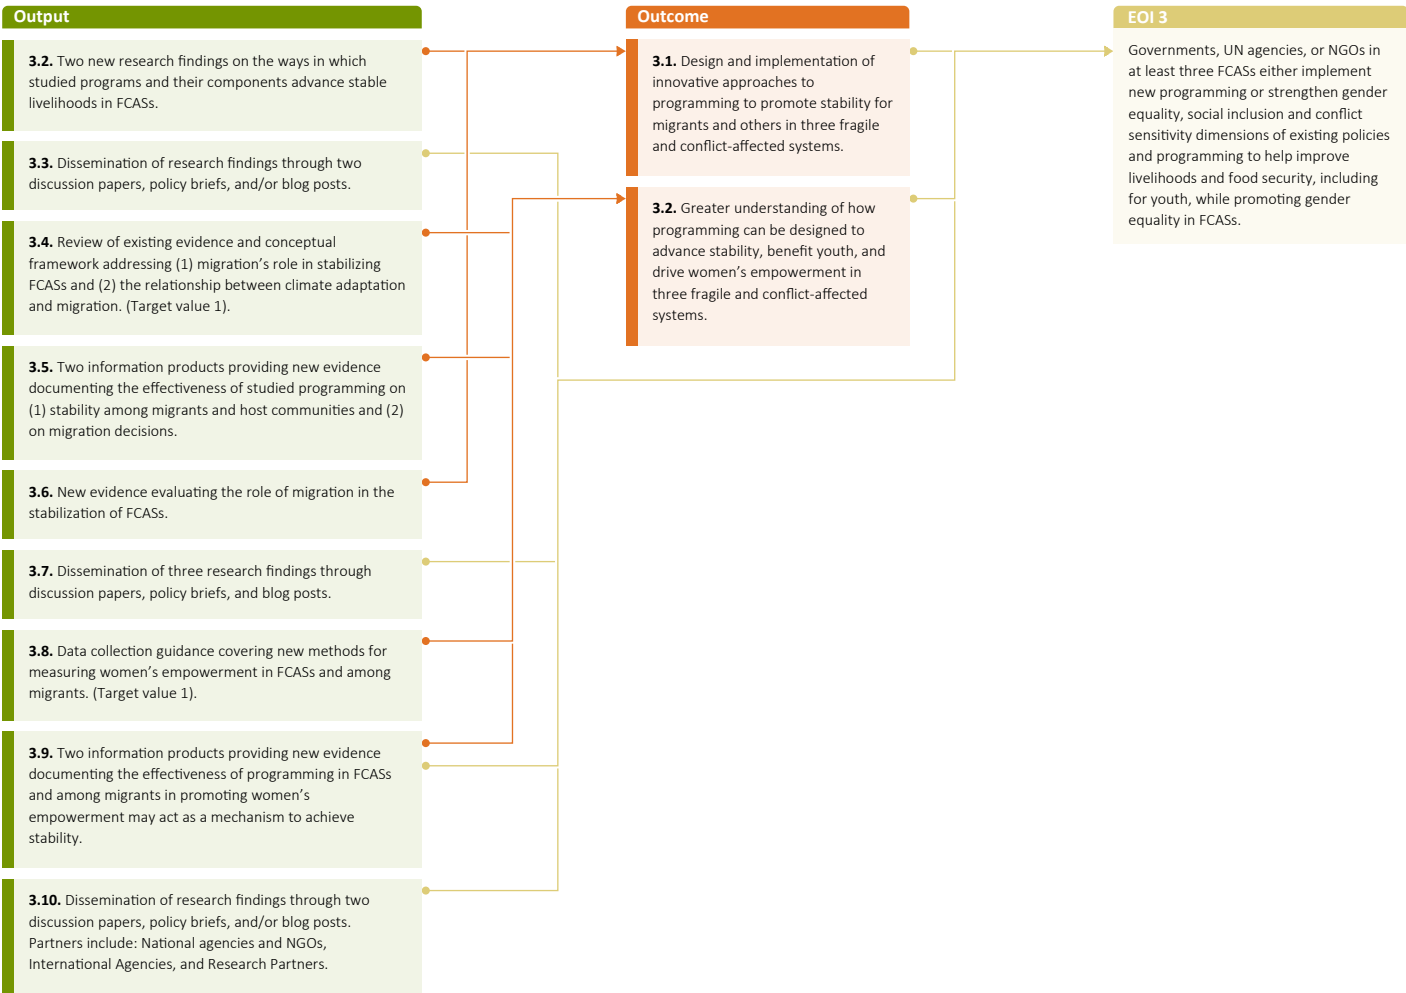 Output
3.2. Two new research findings on the ways in which
studied programs and their components advance stable
livelihoods in FCASs.
3.3. Dissemination of research findings through two
discussion papers, policy briefs, and/or blog posts.
3.4. Review of existing evidence and conceptual
framework addressing (1) migration’s role in stabilizing
FCASs and (2) the relationship between climate adaptation
and migration. (Target value 1).
3.5. Two information products providing new evidence
documenting the effectiveness of studied programming on
(1) stability among migrants and host communities and (2)
on migration decisions.
3.6. New evidence evaluating the role of migration in the
stabilization of FCASs.
3.7. Dissemination of three research findings through
discussion papers, policy briefs, and blog posts.
3.8. Data collection guidance covering new methods for
measuring women’s empowerment in FCASs and among
migrants. (Target value 1).
3.9. Two information products providing new evidence
documenting the effectiveness of programming in FCASs
and among migrants in promoting women’s
empowerment may act as a mechanism to achieve
stability.
3.10. Dissemination of research findings through two
discussion papers, policy briefs, and/or blog posts.
Partners include: National agencies and NGOs,
International Agencies, and Research Partners.
Outcome
3.1. Design and implementation of
innovative approaches to
programming to promote stability for
migrants and others in three fragile
and conflict-affected systems.
3.2. Greater understanding of how
programming can be designed to
advance stability, benefit youth, and
drive women’s empowerment in
three fragile and conflict-affected
systems.
EOI 3
Governments, UN agencies, or NGOs in
at least three FCASs either implement
new programming or strengthen gender
equality, social inclusion and conflict
sensitivity dimensions of existing policies
and programming to help improve
livelihoods and food security, including
for youth, while promoting gender
equality in FCASs.